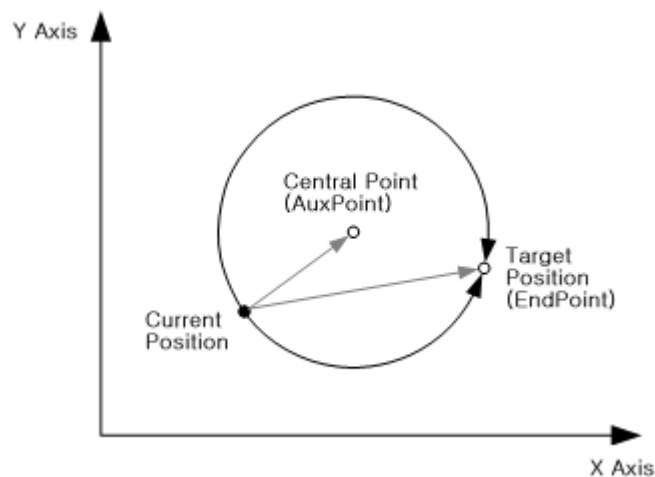 Y Axis
Central Point
(AuxPoint)
Target
Position
(EndPoint)
Current
Position
X Axis